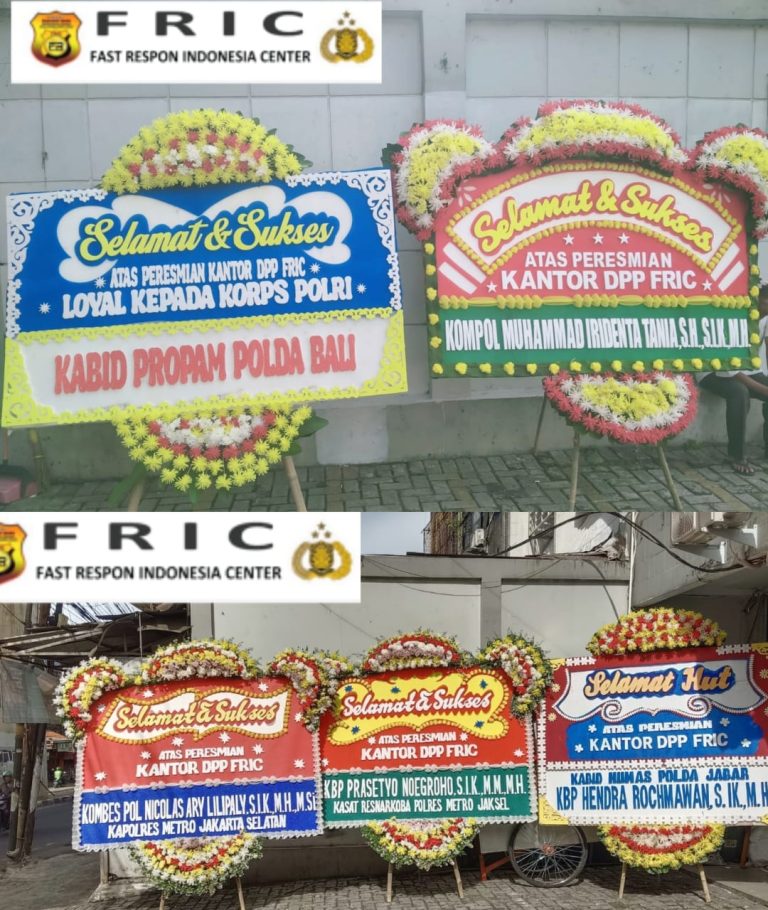 FRIC
FAST RESPON INDONESIA CENTER
Selamat & Sukses
ATAS PERESMIAN KANTOR DPP FRIC
LOYAL KEPADA KORPS POLRI
KABID PROPAM POLDA BALI
Selamat & Sukses
ATAS PERESMIAN
KANTOR DPP FRIC
KOMPOL MUHAMMAD IRIDENTA TANIA,S.H,S.I.K,M.H
FRIC
FAST RESPON INDONESIA CENTER
Selamat & Sukses
ATAS PERESMIAN
KANTOR DPP FRIC
KOMBES POL NICOLAS ARY LILIPALY,S.I.K,M.H,M.Si
KAPOLRES METRO JAKARTA SELATAN
Selamat & Sukses
ATAS PERESMIAN
KANTOR DPP FRIC
KBP PRASETYO NOEGROHO,S.I.K,M.M,M.H.
KASAT RESNARKOBA POLRES METRO JAKSEL
Selamat Hut
ATAS PERESMIAN
KANTOR DPP FRIC
KABID HUMAS POLDA JABAR
KBP HENDRA ROCHMAWAN, S.IK., M.H